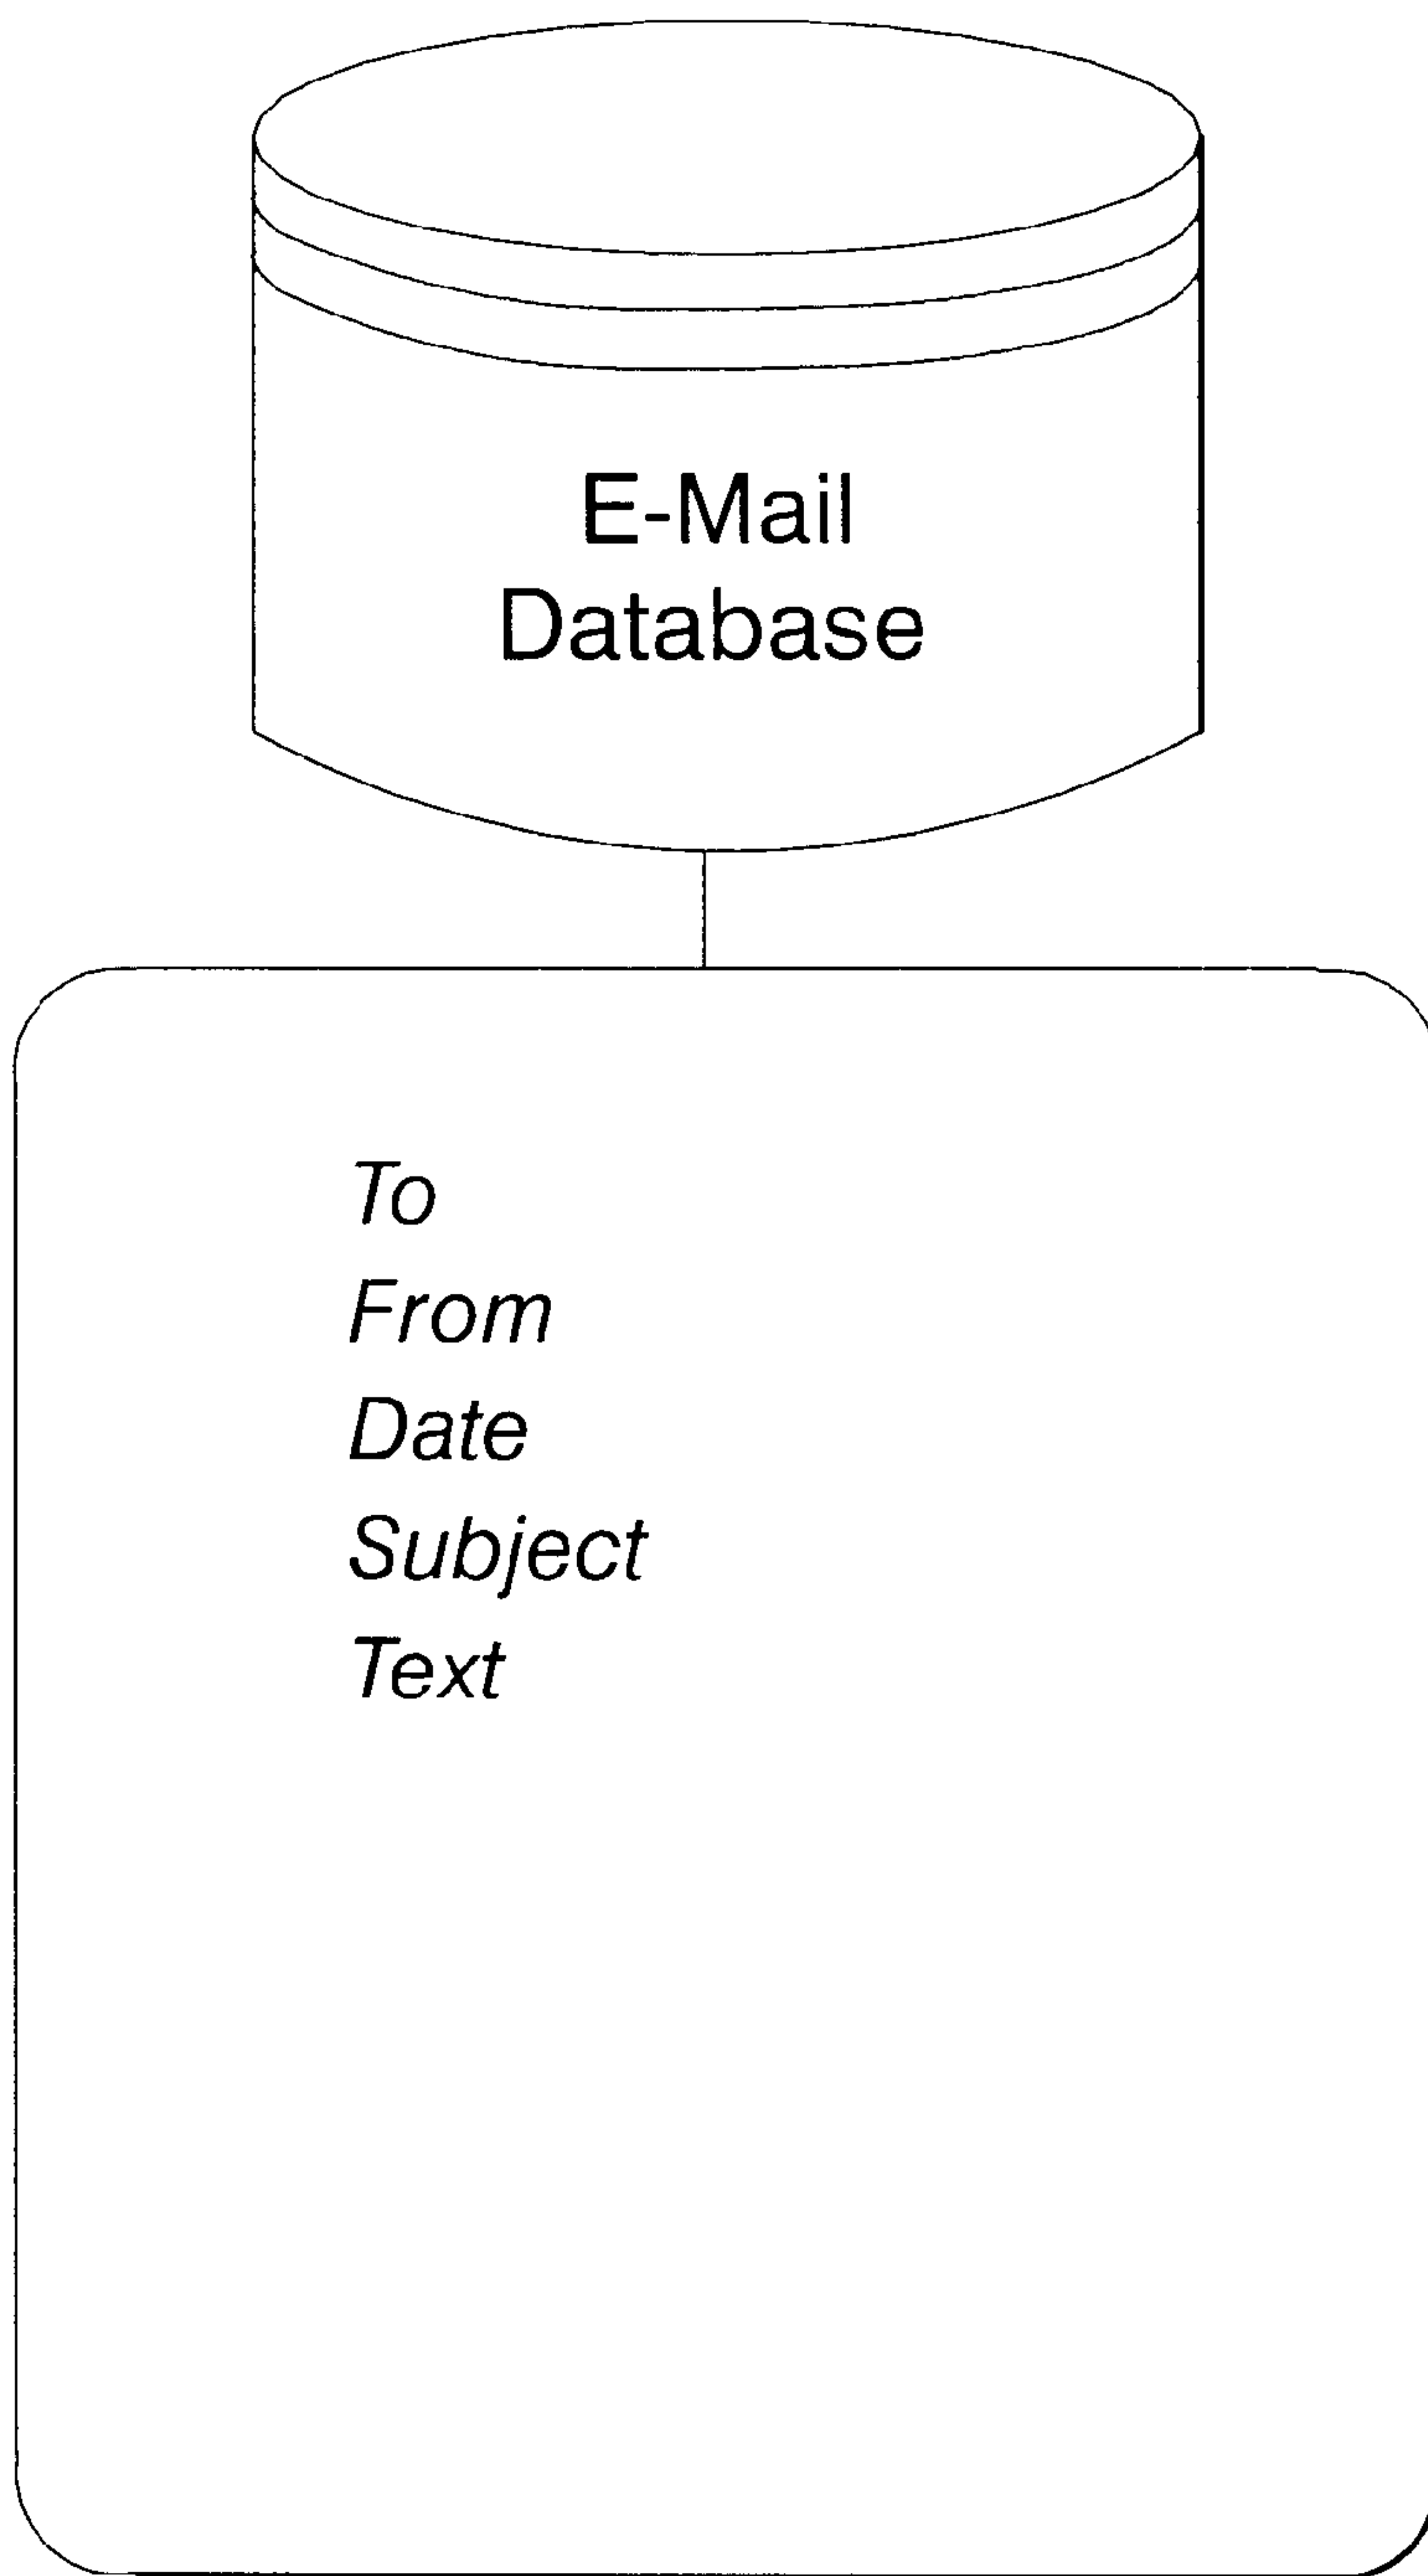 E-Mail
Database
To
From
Date
Subject
Text